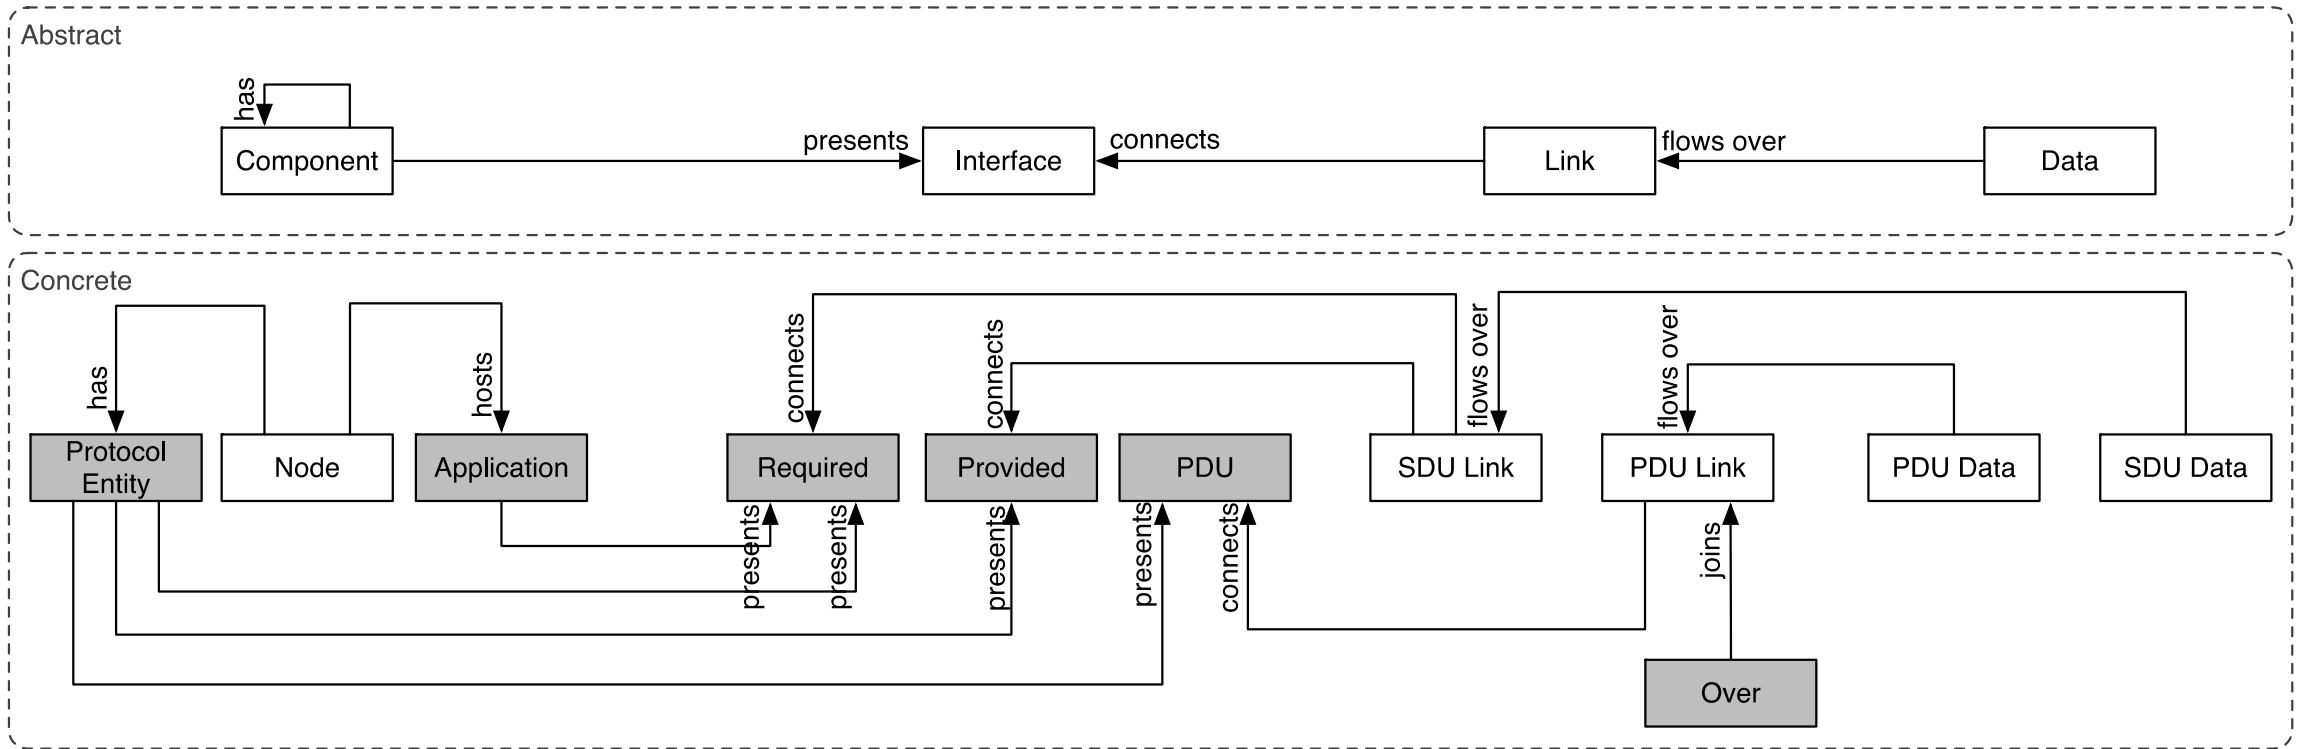 Abstract
has
presents
connects
flows over
Component
Interface
Link
Data
Concrete
has
hosts
connects
connects
flows over
flows over
Protocol
Entity
Node
Application
Required
Provided
PDU
SDU Link
PDU Link
PDU Data
SDU Data
presents
presents
presents
presents
connects
joins
Over